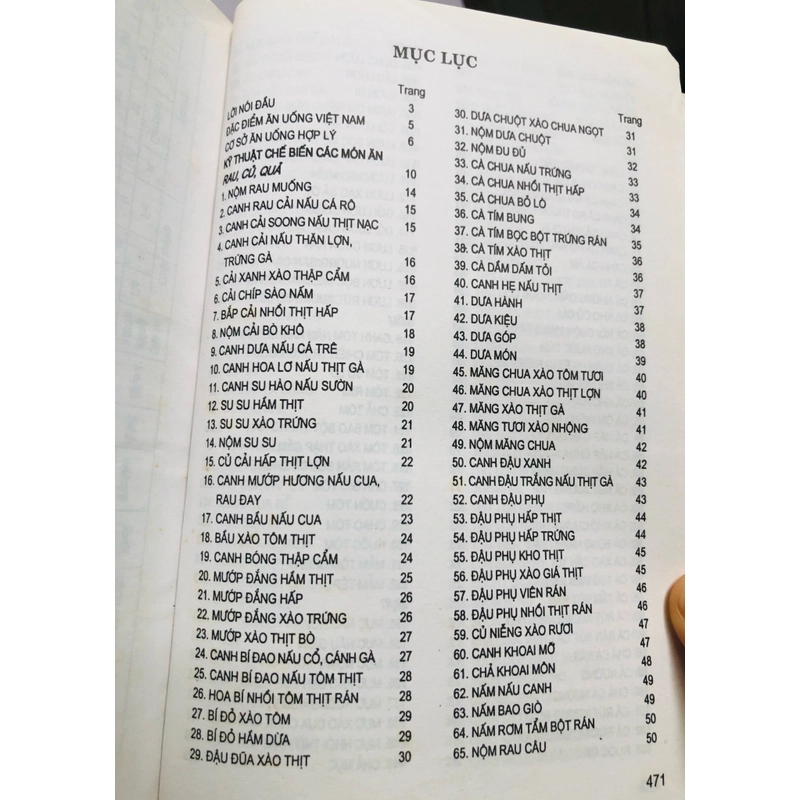 MỤC LỤC
Trang
LỜI NÓI ĐẦU 3
ĐẶC ĐIỂM ĂN UỐNG VIỆT NAM 5
CƠ SỞ ĂN UỐNG HỢP LÝ 6
KỸ THUẬT CHẾ BIẾN CÁC MÓN ĂN
RAU, CỦ, QUẢ 10
1. NỘM RAU MUỐNG 14
2. CANH RAU CẢI NẤU CÁ RÔ 15
3. CANH CẢI SOONG NẤU THỊT NẠC 15
4. CANH CẢI NẤU THĂN LỢN,
TRỨNG GÀ 16
5. CẢI XANH XÀO THẬP CẨM 16
6. CẢI CHÍP SÀO NẤM 17
7. BẮP CẢI NHỒI THỊT HẤP 17
8. NỘM CẢI BÒ KHÔ 18
9. CANH DƯA NẤU CÁ TRÊ 19
10. CANH HOA LƠ NẤU THỊT GÀ 19
11. CANH SU HÀO NẤU SƯỜN 20
12. SU SU HẦM THỊT 20
13. SU SU XÀO TRỨNG 21
14. NỘM SU SU 21
15. CỦ CẢI HẤP THỊT LỢN 22
16. CANH MƯỚP HƯƠNG NẤU CUA,
RAU ĐAY 22
17. CANH BẦU NẤU CUA 23
18. BẦU XÀO TÔM THỊT 24
19. CANH BÓNG THẬP CẨM 24
20. MƯỚP ĐẮNG HẦM THỊT 25
21. MƯỚP ĐẮNG HẤP 26
22. MƯỚP ĐẮNG XÀO TRỨNG 26
23. MƯỚP XÀO THỊT BÒ 27
24. CANH BÍ ĐAO NẤU CỔ, CÁNH GÀ 27
25. CANH BÍ ĐAO NẤU TÔM THỊT 28
26. HOA BÍ NHỒI TÔM THỊT RÁN 28
27. BÍ ĐỎ XÀO TÔM 29
28. BÍ ĐỎ HẦM DỪA 29
29. ĐẬU ĐŨA XÀO THỊT 30
Trang
30. DƯA CHUỘT XÀO CHUA NGỌT 31
31. NỘM DƯA CHUỘT 31
32. NỘM ĐU ĐỦ 32
33. CÀ CHUA NẤU TRỨNG 33
34. CÀ CHUA NHỒI THỊT HẤP 33
35. CÀ CHUA BỎ LÒ 34
36. CÀ TÍM BUNG 34
37. CÀ TÍM BỌC BỘT TRỨNG RÁN 35
38. CÀ TÍM XÀO THỊT 36
39. CÀ DẦM DẤM TỎI 36
40. CANH HẸ NẤU THỊT 37
41. DƯA HÀNH 37
42. DƯA KIỆU 38
43. DƯA GÓP 38
44. DƯA MÓN 39
45. MĂNG CHUA XÀO TÔM TƯƠI 40
46. MĂNG CHUA XÀO THỊT LỢN 40
47. MĂNG XÀO THỊT GÀ 41
48. MĂNG TƯƠI XÀO NHỘNG 41
49. NỘM MĂNG CHUA 42
50. CANH ĐẬU XANH 42
51. CANH ĐẬU TRẮNG NẤU THỊT GÀ 43
52. CANH ĐẬU PHỤ 43
53. ĐẬU PHỤ HẤP THỊT 44
54. ĐẬU PHỤ HẤP TRỨNG 44
55. ĐẬU PHỤ KHO THỊT 45
56. ĐẬU PHỤ XÀO GIÁ THỊT 45
57. ĐẬU PHỤ VIÊN RÁN 46
58. ĐẬU PHỤ NHỒI THỊT RÁN 46
59. CỦ NIỄNG XÀO RƯƠI 47
60. CANH KHOAI MỠ 47
61. CHẢ KHOAI MÔN 48
62. NẤM NẤU CANH 49
63. NẤM BAO GIÒ 49
64. NẤM RƠM TẨM BỘT RÁN 50
65. NỘM RAU CÂU 50
471